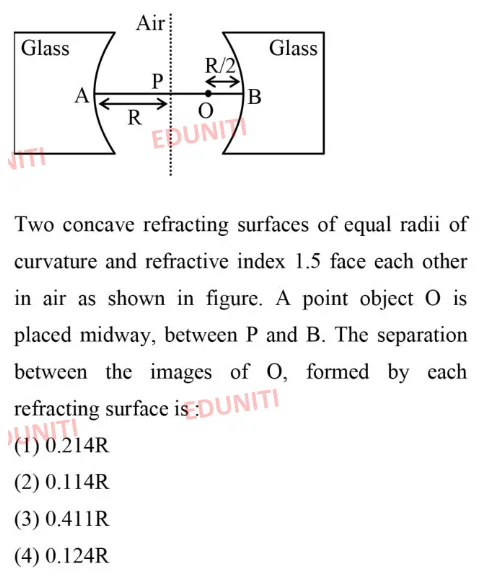 Air
Glass
Glass
R/2
P
A
B
R
O
EDUNITI
UNITI
Two concave refracting surfaces of equal radii of
curvature and refractive index 1.5 face each other
in air as shown in figure. A point object O is
placed midway, between P and B. The separation
between the images of O, formed by each
refracting surface is :
EDUNITI
DUNITI
(1) 0.214R
(2) 0.114R
(3) 0.411R
(4) 0.124R